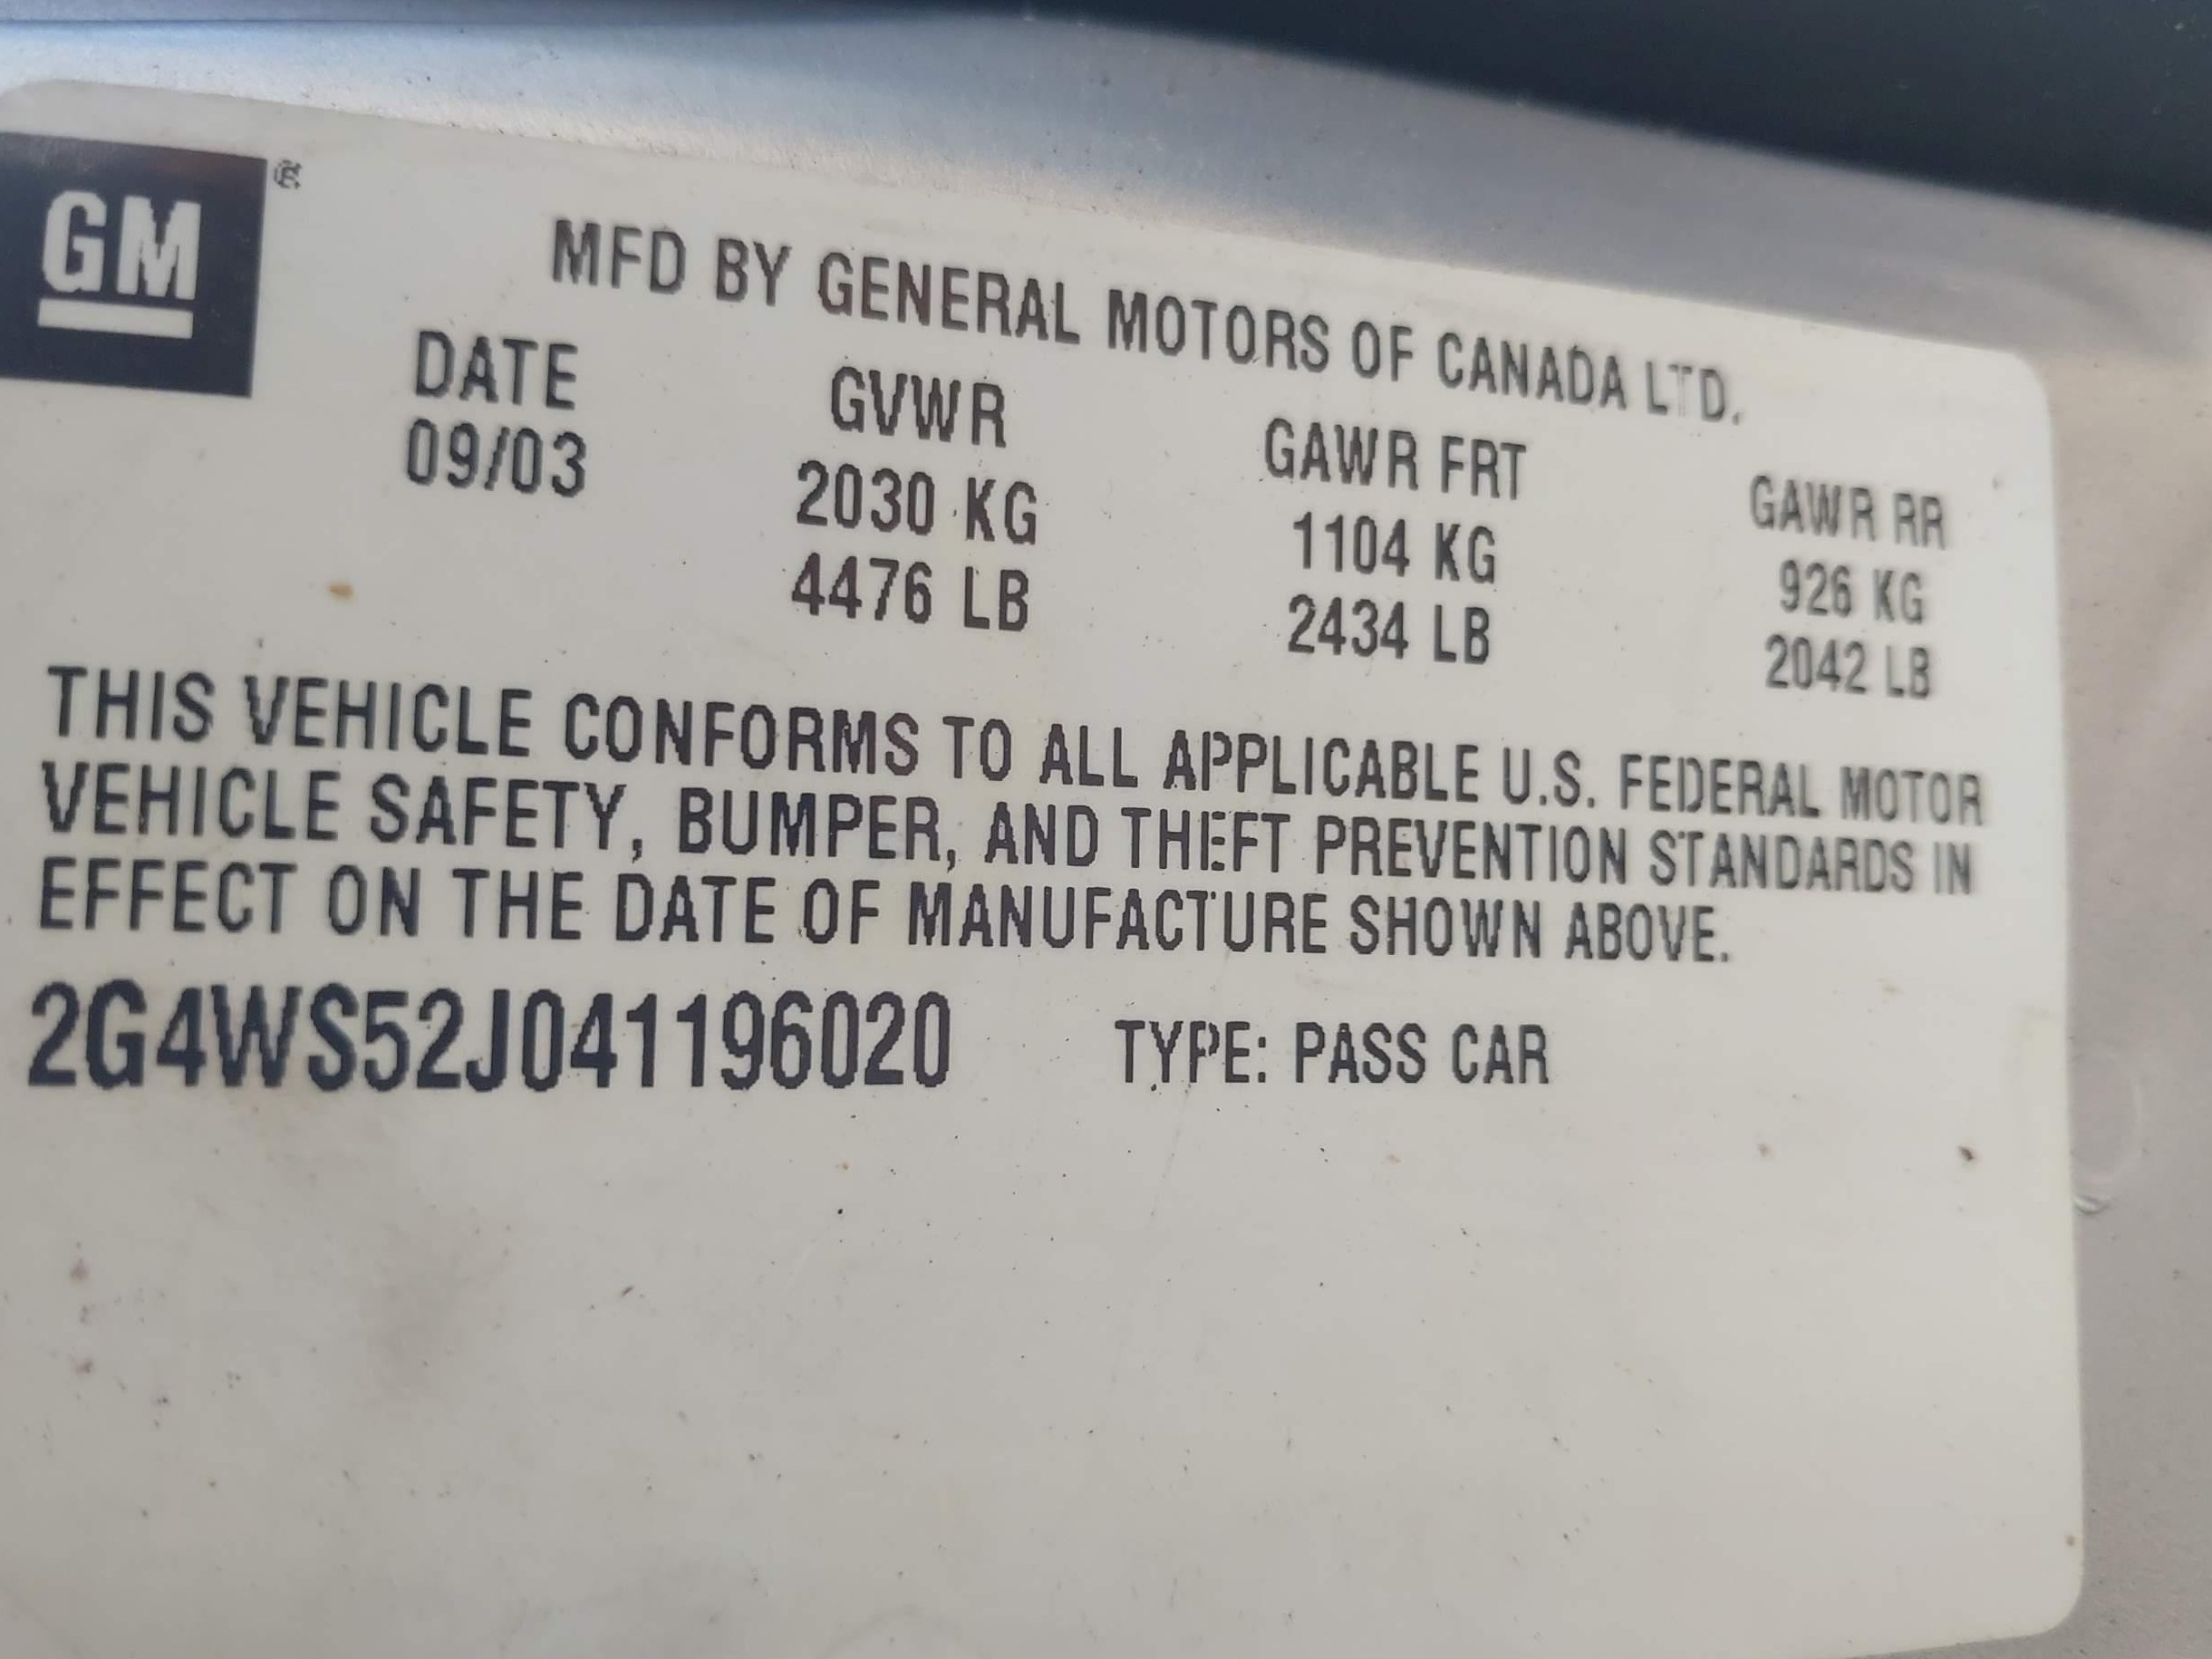 GM ®
MFD BY GENERAL MOTORS OF CANADA LTD.
DATE GVWR GAWR FRT GAWR RR
09/03 2030 KG 1104 KG 926 KG
4476 LB 2434 LB 2042 LB
THIS VEHICLE CONFORMS TO ALL APPLICABLE U.S. FEDERAL MOTOR
VEHICLE SAFETY, BUMPER, AND THEFT PREVENTION STANDARDS IN
EFFECT ON THE DATE OF MANUFACTURE SHOWN ABOVE.
2G4WS52J041196020 TYPE: PASS CAR